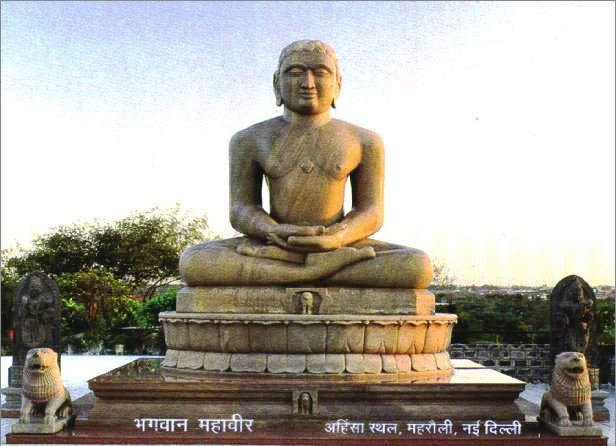 भगवान महावीर
अहिंसा स्थल, महरौली, नई दिल्ली